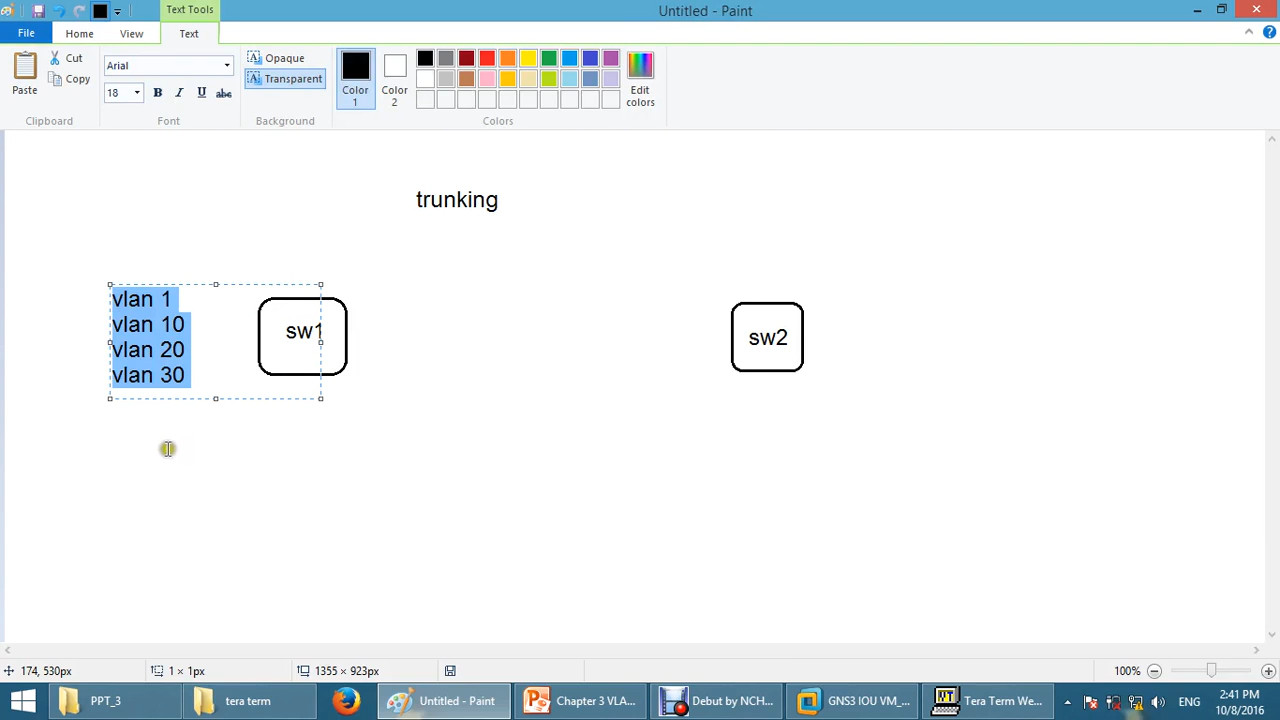 Text Tools
Untitled - Paint
File
Home
View
Text
Paste
Cut
Copy
Arial
18
B I U abc
Opaque
Transparent
Color 1
Color 2
Edit colors
Clipboard
Font
Background
Colors
trunking
vlan 1
vlan 10
vlan 20
vlan 30
sw1
sw2
174, 530px
1 × 1px
1355 × 923px
100%
PPT_3
tera term
Untitled - Paint
Chapter 3 VLA...
Debut by NCH...
GNS3 IOU VM_...
Tera Term We...
ENG
2:41 PM
10/8/2016